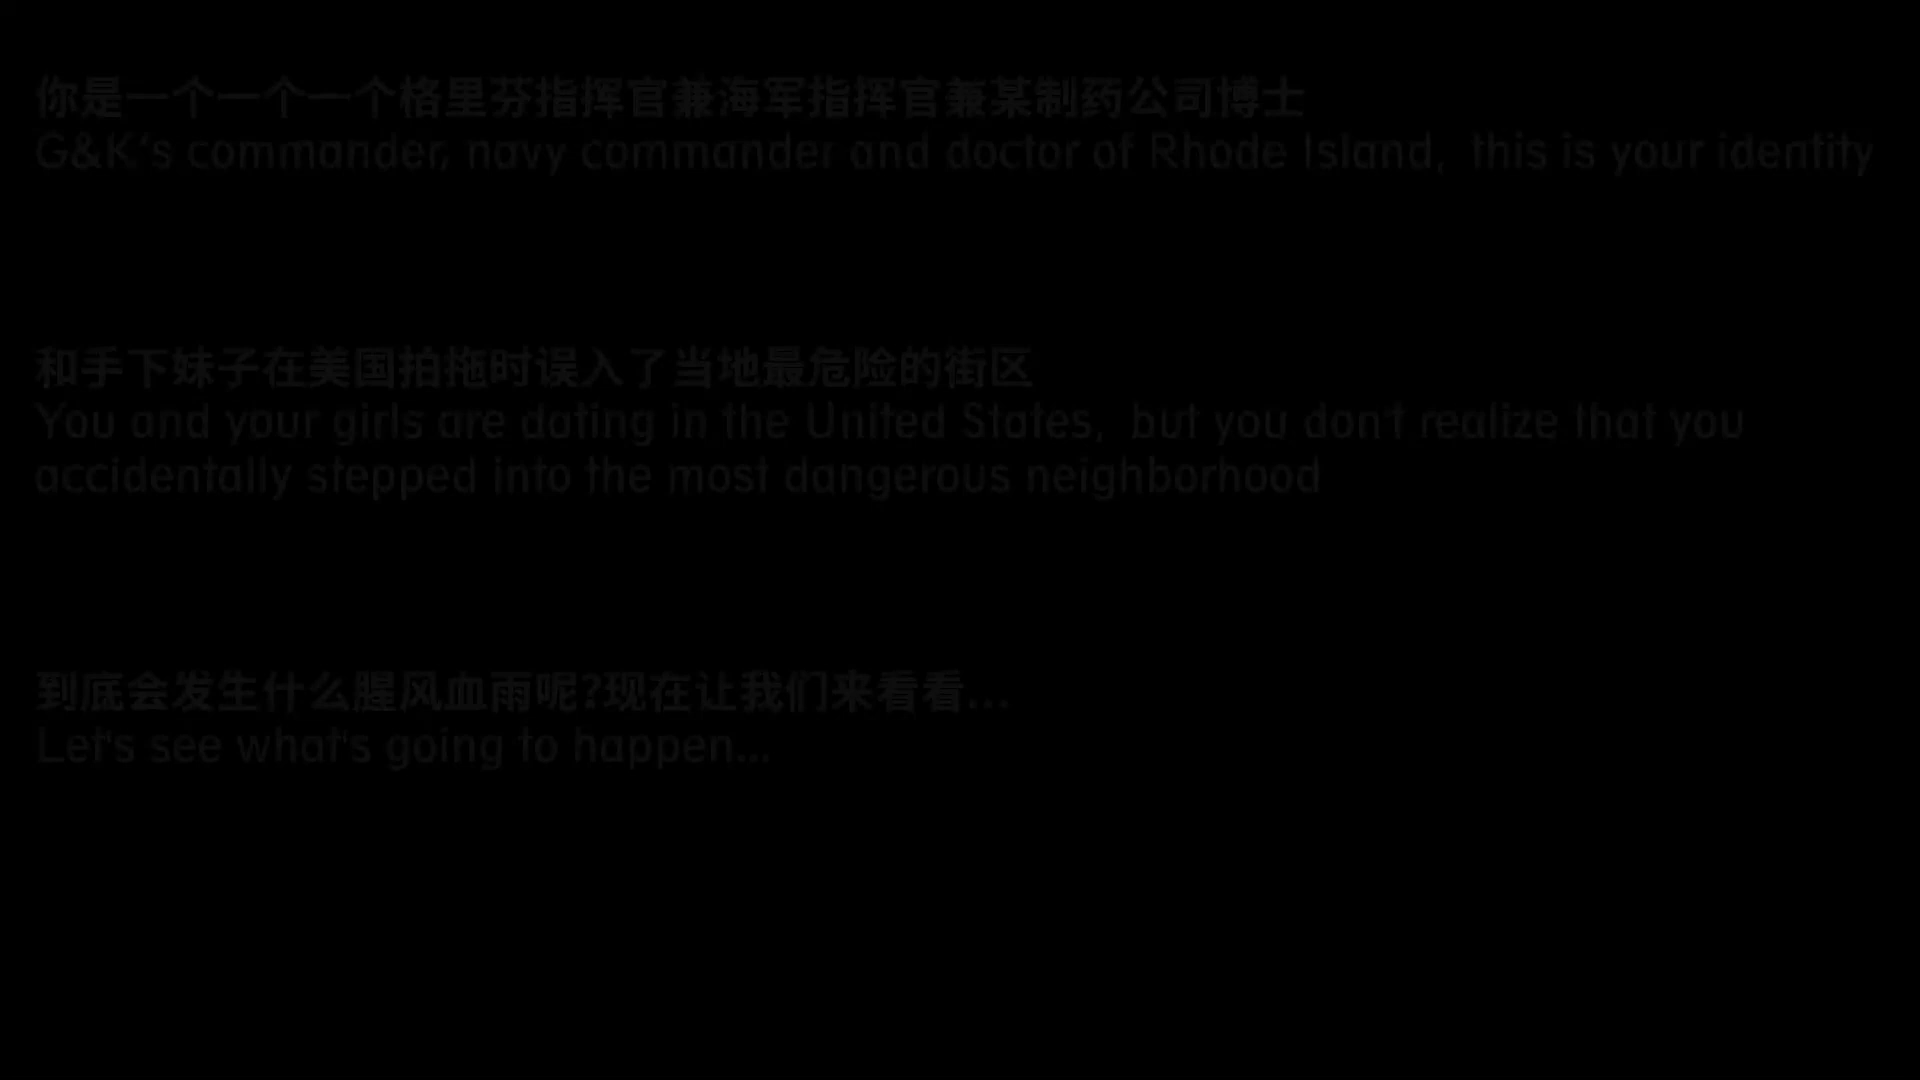 你是一个一个一个格里芬指挥官兼海军指挥官兼某制药公司博士
G&K's commander, navy commander and doctor of Rhode Island, this is your identity
和手下妹子在美国拍拖时误入了当地最危险的街区
You and your girls are dating in the United States, but you don't realize that you
accidentally stepped into the most dangerous neighborhood
到底会发生什么腥风血雨呢?现在让我们来看看...
Let's see what's going to happen...